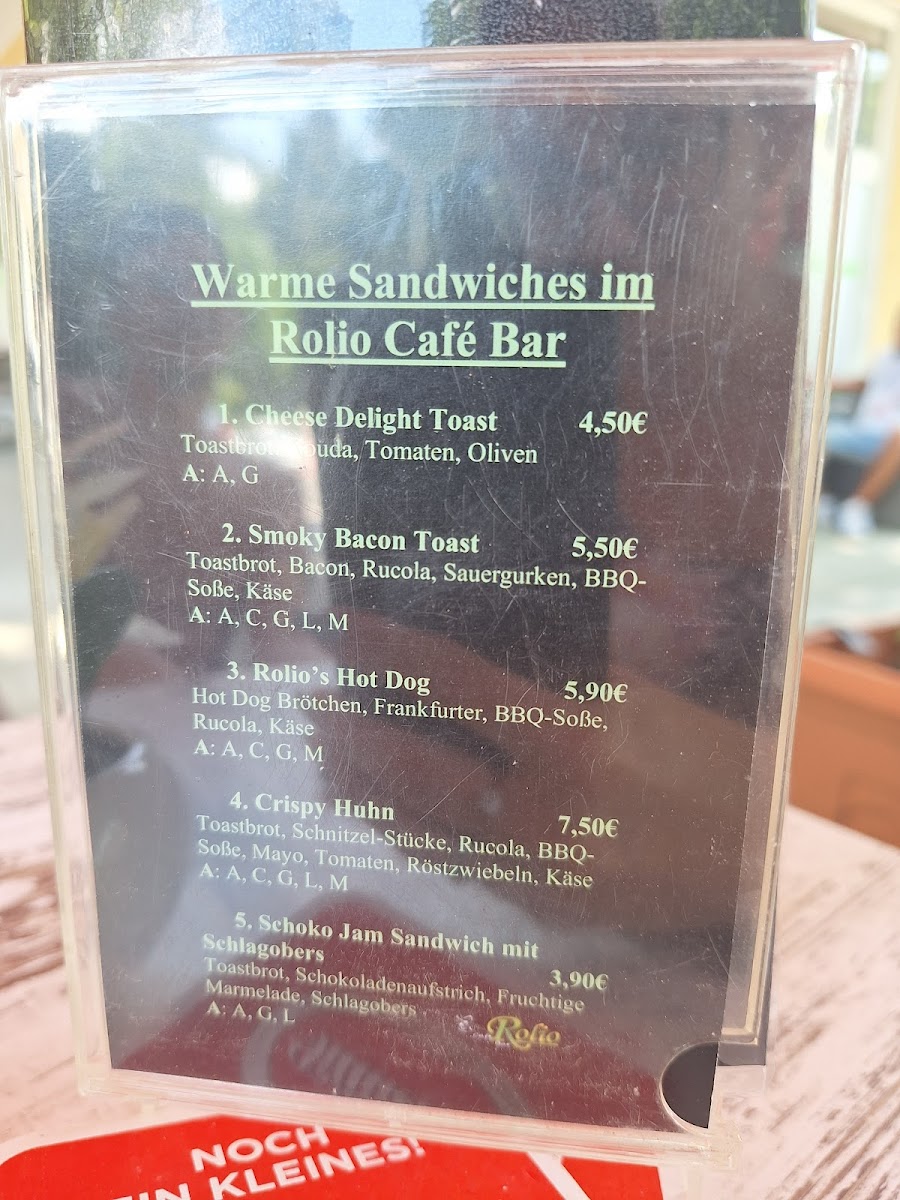 Warme Sandwiches im
Rolio Café Bar
1. Cheese Delight Toast 4,50€
Toastbrot, Gouda, Tomaten, Oliven
A: A, G
2. Smoky Bacon Toast 5,50€
Toastbrot, Bacon, Rucola, Sauergurken, BBQ-
Soße, Käse
A: A, C, G, L, M
3. Rolio's Hot Dog 5,90€
Hot Dog Brötchen, Frankfurter, BBQ-Soße,
Rucola, Käse
A: A, C, G, M
4. Crispy Huhn 7,50€
Toastbrot, Schnitzel-Stücke, Rucola, BBQ-
Soße, Mayo, Tomaten, Röstzwiebeln, Käse
A: A, C, G, L, M
5. Schoko Jam Sandwich mit
Schlagobers 3,90€
Toastbrot, Schokoladenaufstrich, Fruchtige
Marmelade, Schlagobers
A: A, G, L
Rolio
NOCH
EIN KLEINES!